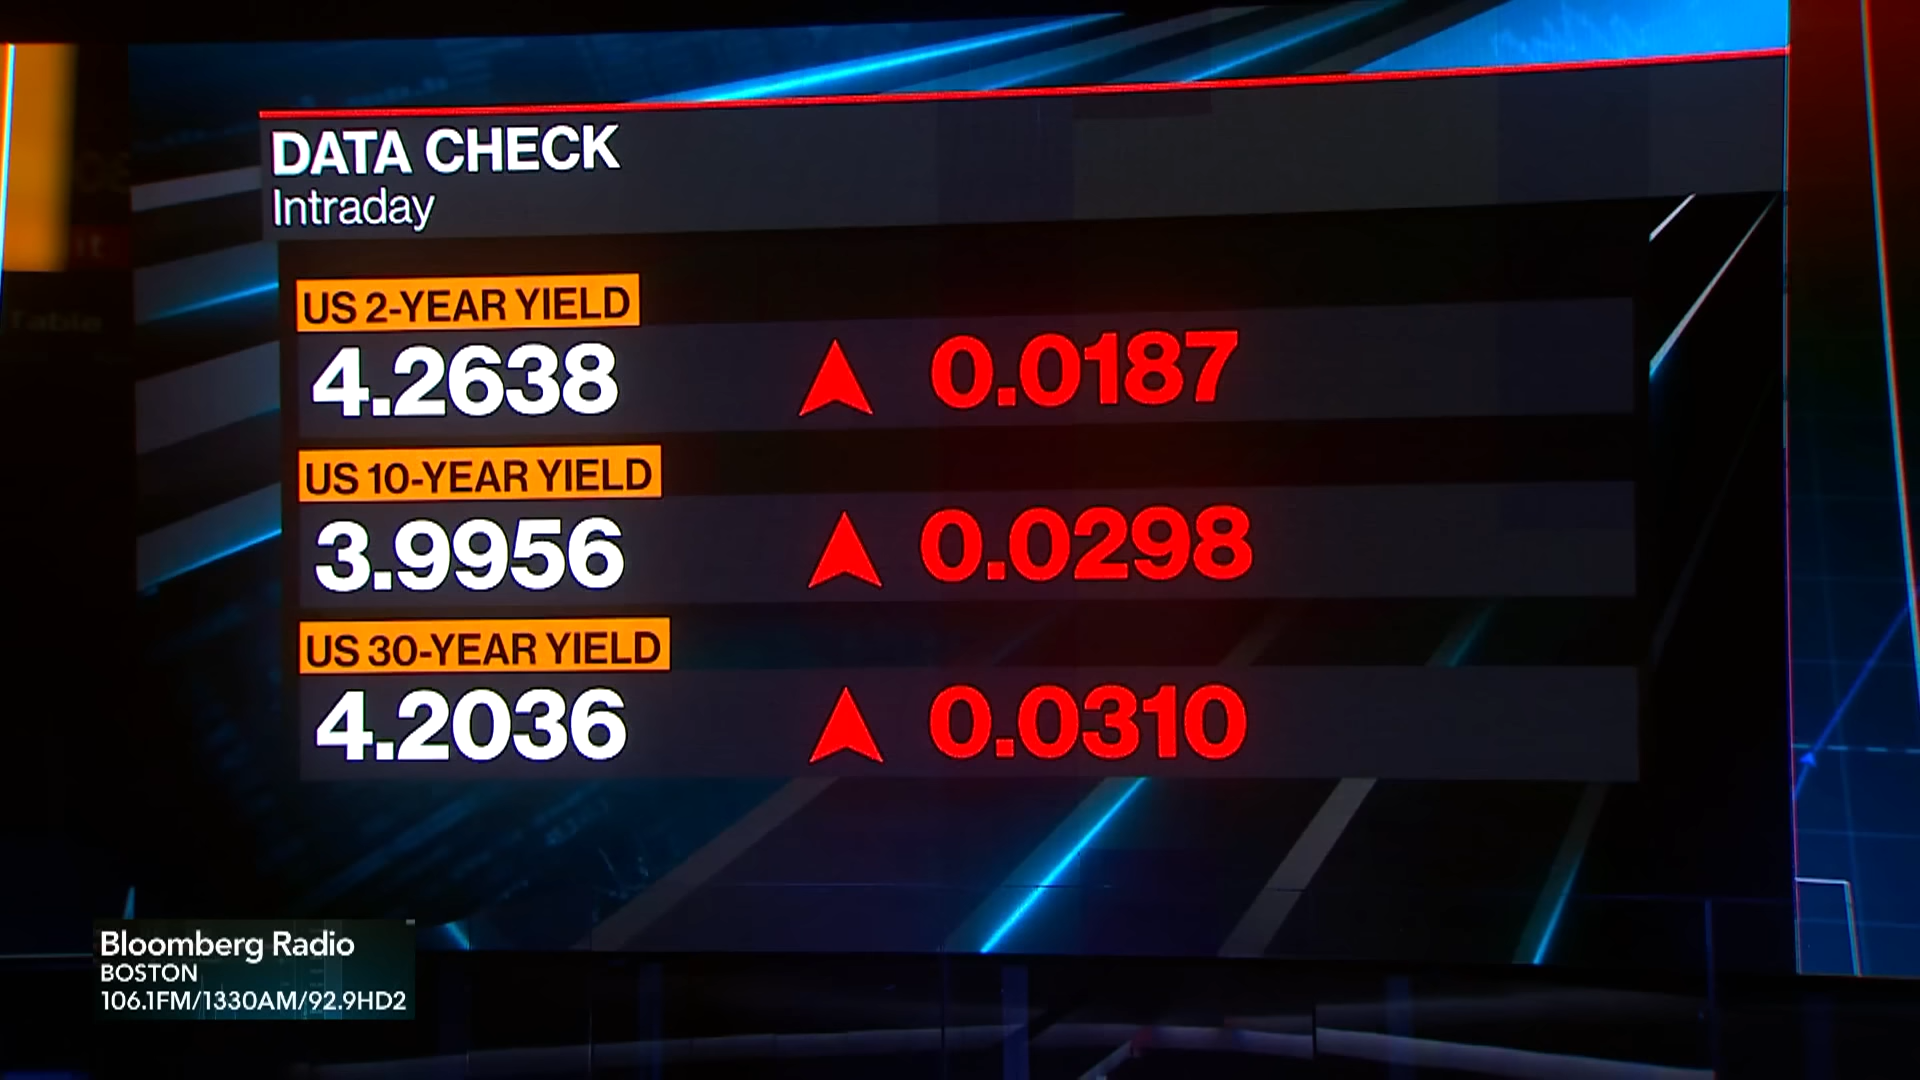 DATA CHECK
Intraday
US 2-YEAR YIELD
4.2638 0.0187
US 10-YEAR YIELD
3.9956 0.0298
US 30-YEAR YIELD
4.2036 0.0310
Bloomberg Radio
BOSTON
106.1FM/1330AM/92.9HD2